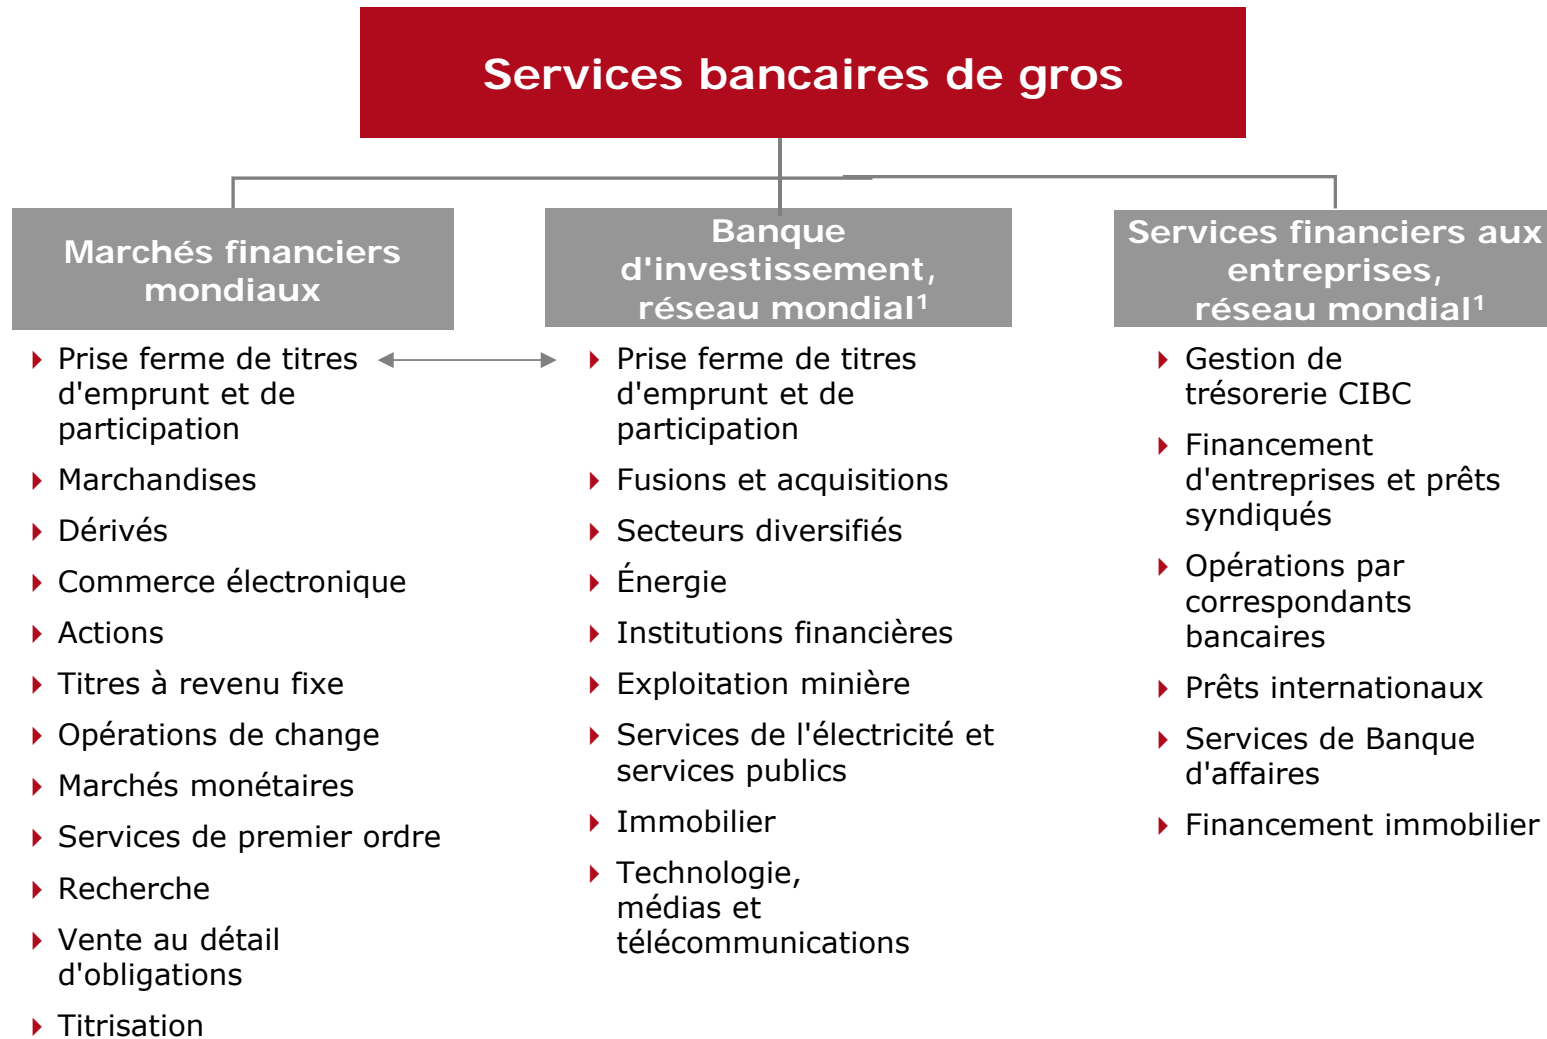 Services bancaires de gros
Marchés financiers
mondiaux
Prise ferme de titres
d'emprunt et de
participation
Marchandises
Dérivés
Commerce électronique
Actions
Titres à revenu fixe
Opérations de change
Marchés monétaires
Services de premier ordre
Recherche
Vente au détail
d'obligations
Titrisation
Banque
d'investissement,
réseau mondial¹
Prise ferme de titres
d'emprunt et de
participation
Fusions et acquisitions
Secteurs diversifiés
Énergie
Institutions financières
Exploitation minière
Services de l'électricité et
services publics
Immobilier
Technologie,
médias et
télécommunications
Services financiers aux
entreprises,
réseau mondial¹
Gestion de
trésorerie CIBC
Financement
d'entreprises et prêts
syndiqués
Opérations par
correspondants
bancaires
Prêts internationaux
Services de Banque
d'affaires
Financement immobilier